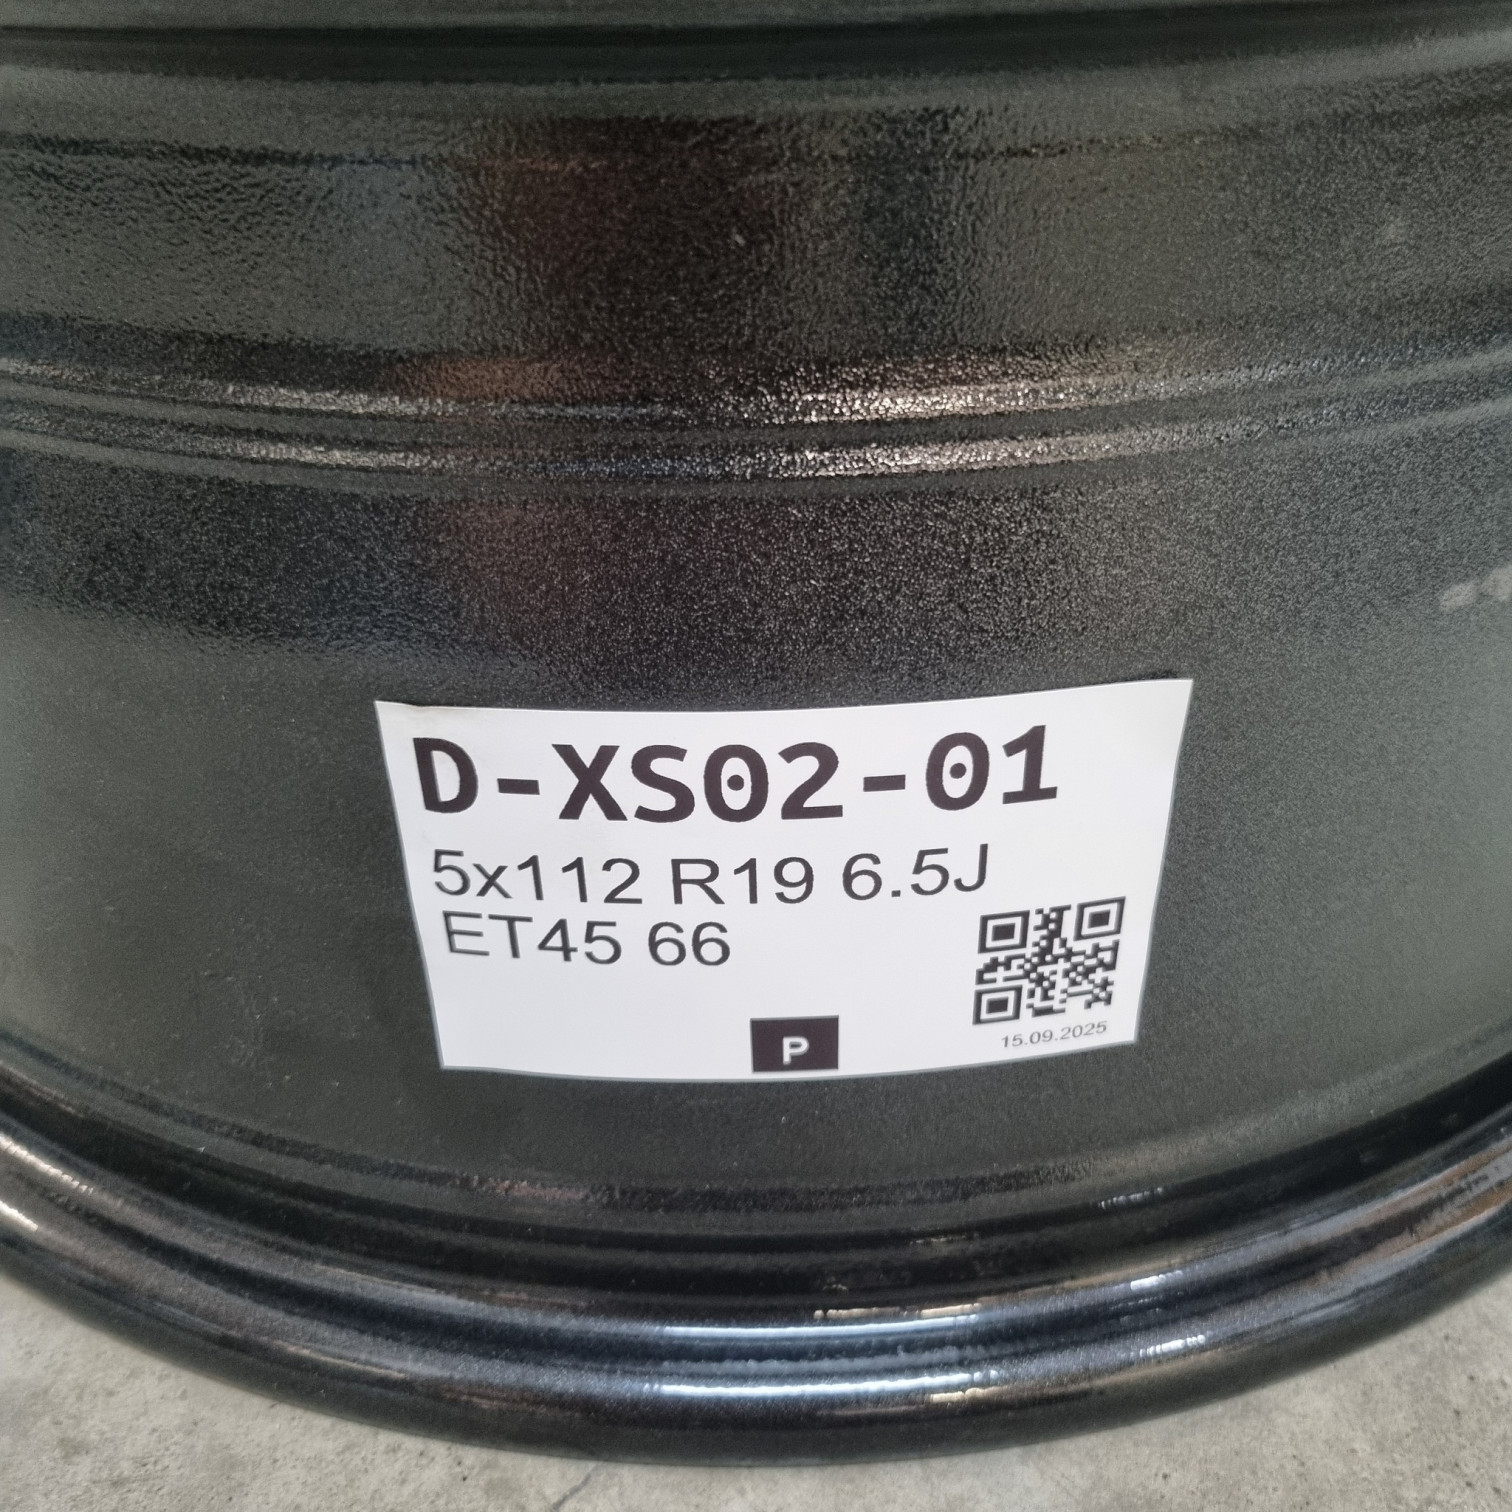 D-XS02-01
5x112 R19 6.5J
ET45 66
P
15.09.2025